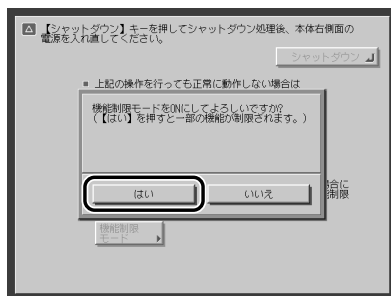 【シャットダウン】キーを押してシャットダウン処理後、本体右側面の
電源を入れ直してください。
シャットダウン
■ 上記の操作を行っても正常に動作しない場合は
機能制限モードをONにしてよろしいですか?
(【はい】を押すと一部の機能が制限されます。)
場合に
制限
はい
いいえ
機能制限
モード